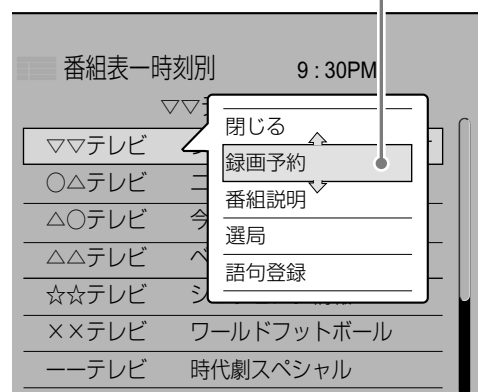 番組表ー時刻別 9 : 30PM
▽▽
閉じる
録画予約
番組説明
選局
語句登録
▽▽テレビ
○△テレビ
△○テレビ 今
△△テレビ
☆☆テレビ
××テレビ ワールドフットボール
ーーテレビ 時代劇スペシャル